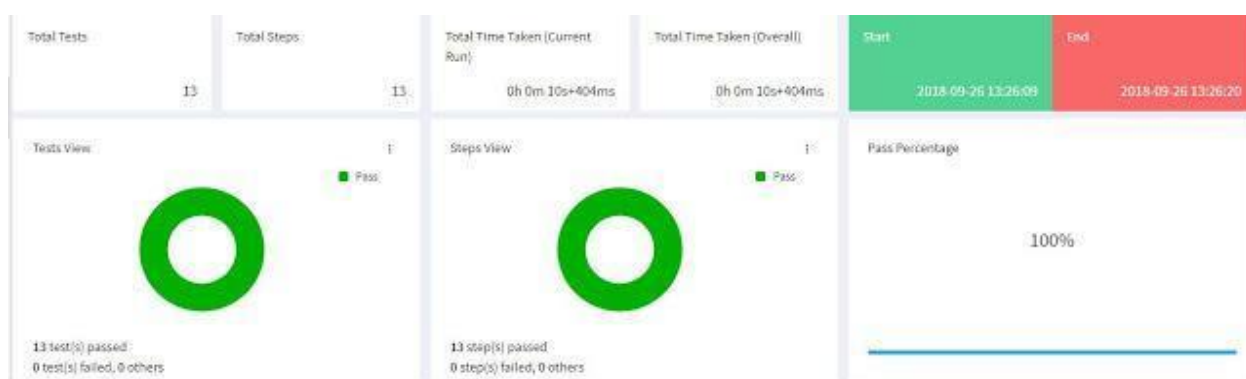 Total Tests
13
Total Steps
13
Total Time Taken (Current
Run)
0h 0m 10s+404ms
Total Time Taken (Overall)
0h 0m 10s+404ms
Start
2018-09-26 13:26:09
End
2018-09-26 13:26:20
Tests View
Pass
13 test(s) passed
0 test(s) failed, 0 others
Steps View
Pass
13 step(s) passed
0 step(s) failed, 0 others
Pass Percentage
100%